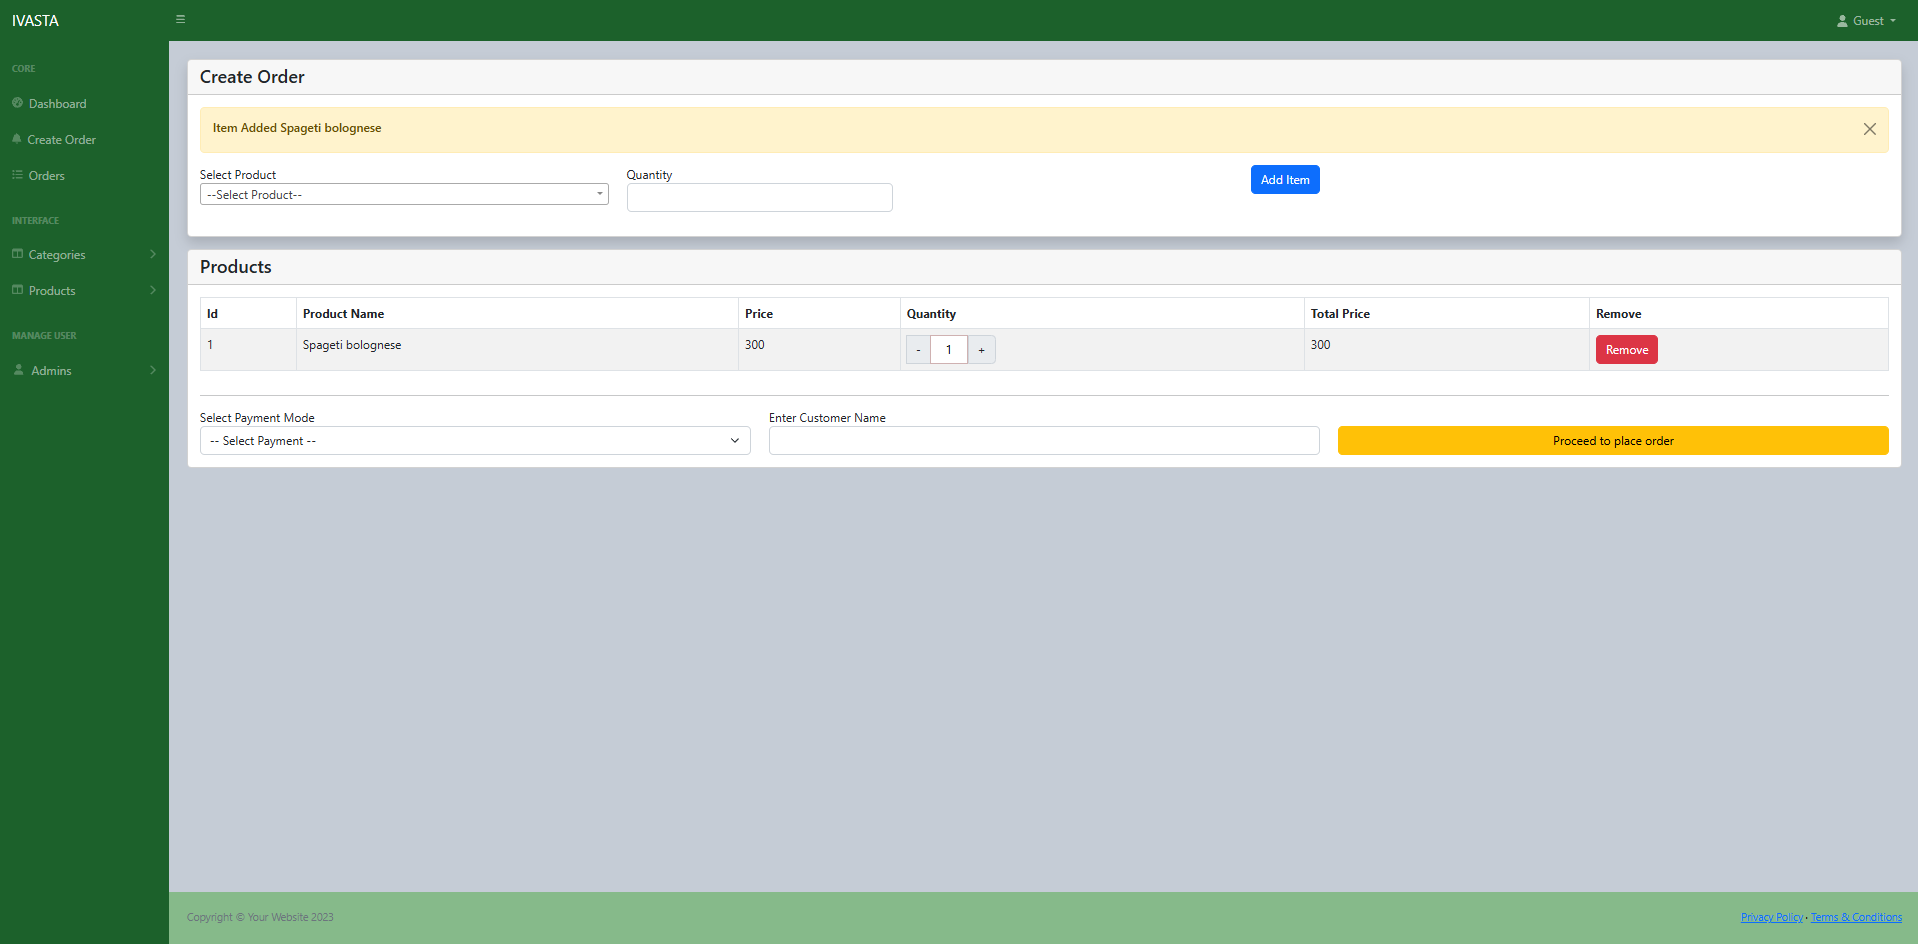 IVASTA
Guest
CORE
Dashboard
Create Order
Orders
INTERFACE
Categories
Products
MANAGE USER
Admins
Create Order
Item Added Spageti bolognese
Select Product
Quantity
--Select Product--
Add Item
Products
Id Product Name Price Quantity Total Price Remove
1 Spageti bolognese 300 - 1 + 300 Remove
Select Payment Mode
Enter Customer Name
-- Select Payment --
Proceed to place order
Copyright © Your Website 2023
Privacy Policy · Terms & Conditions